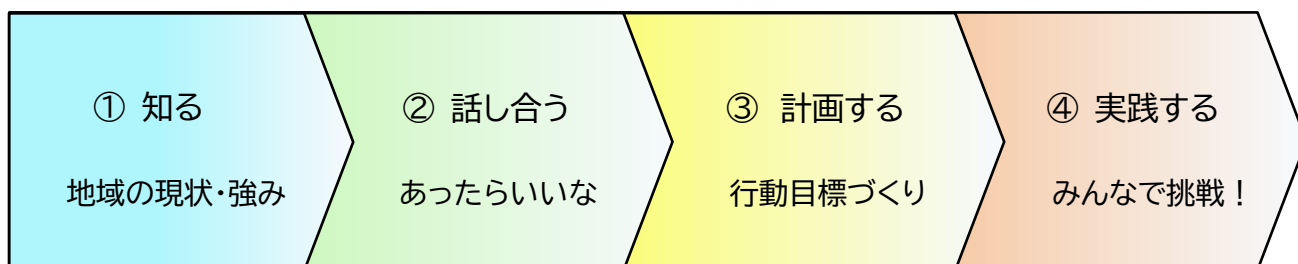 ① 知る
地域の現状・強み
② 話し合う
あったらいいな
③ 計画する
行動目標づくり
④ 実践する
みんなで挑戦！